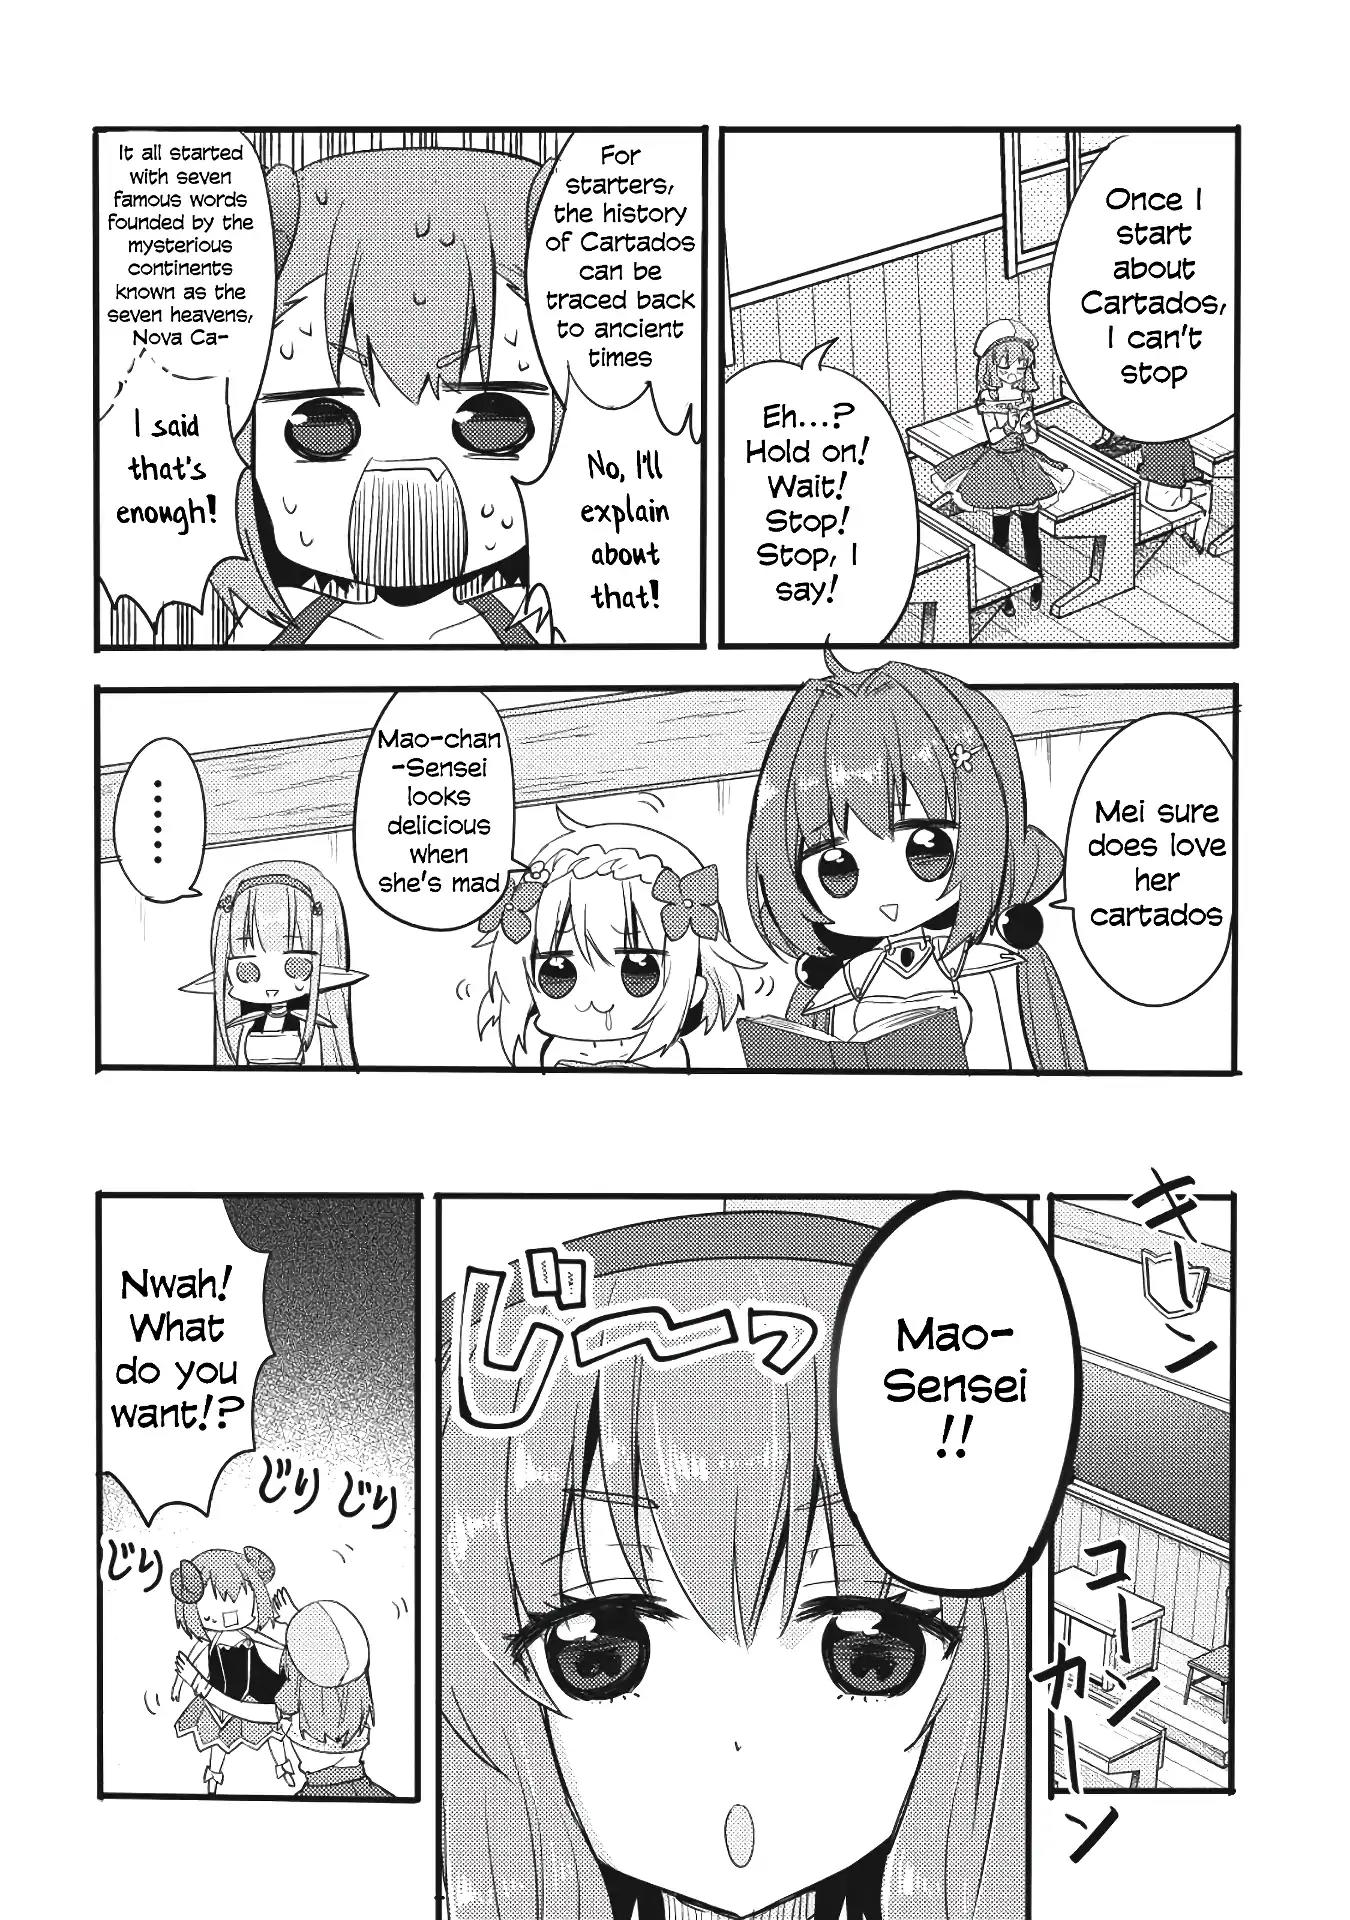 Once I
start
about
Cartados,
I can't
stop
Eh...?
Hold on!
Wait!
Stop!
Stop, I
say!
For
starters,
the history
of Cartados
can be
traced back
to ancient
times
No, I'll
explain
about
that!
It all started
with seven
famous words
founded by the
mysterious
continents
known as the
seven heavens,
Nova Ca-
I said
that's
enough!
Mei sure
does love
her
cartados
Mao-chan
-Sensei
looks
delicious
when
she's mad
......
キーン
コーン
カーン
Mao-
Sensei
!!
じ〜っ
Nwah!
What
do you
want!?
じりじり
じり